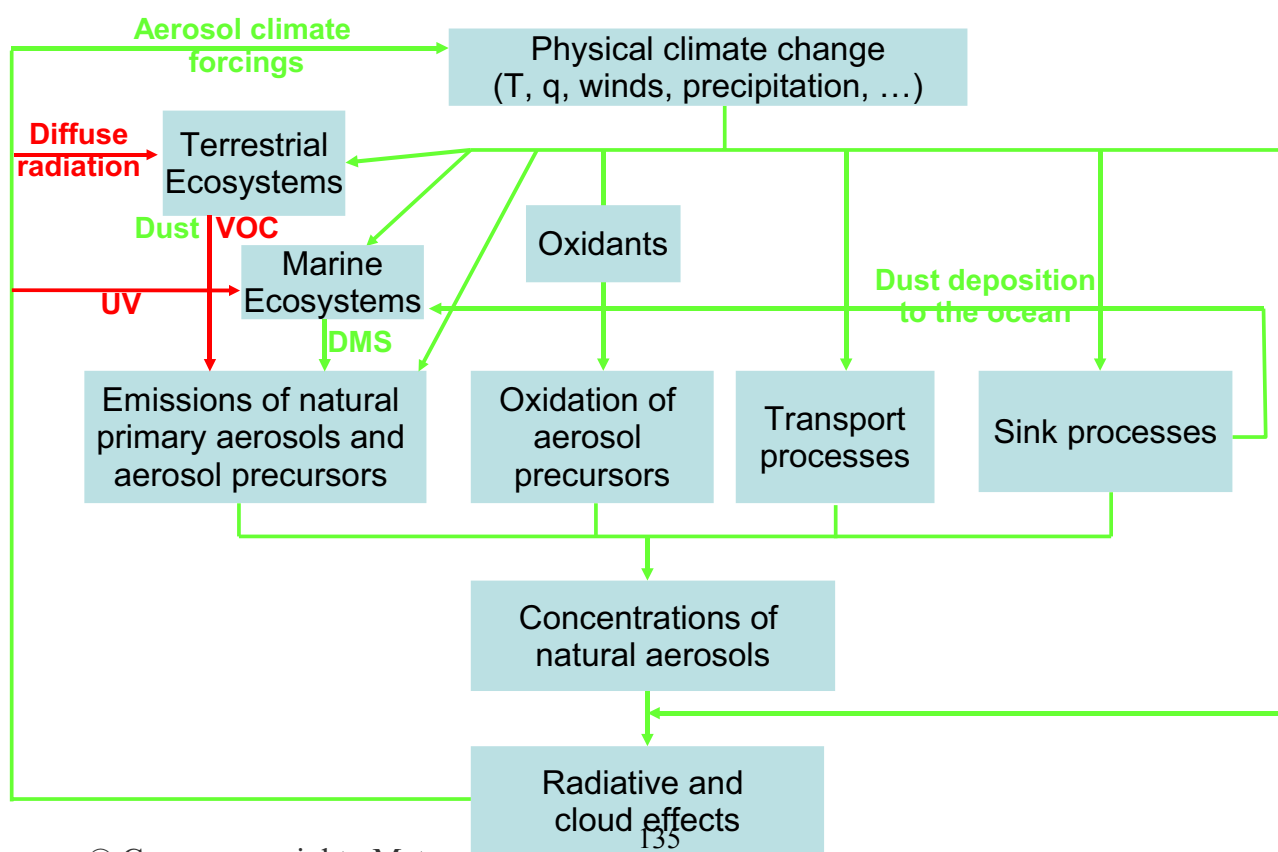 Aerosol climate
forcings
Physical climate change
(T, q, winds, precipitation, …)
Diffuse
radiation
Terrestrial
Ecosystems
Dust
VOC
Oxidants
Marine
Ecosystems
UV
Dust deposition
to the ocean
DMS
Emissions of natural
primary aerosols and
aerosol precursors
Oxidation of
aerosol
precursors
Transport
processes
Sink processes
Concentrations of
natural aerosols
Radiative and
cloud effects
135